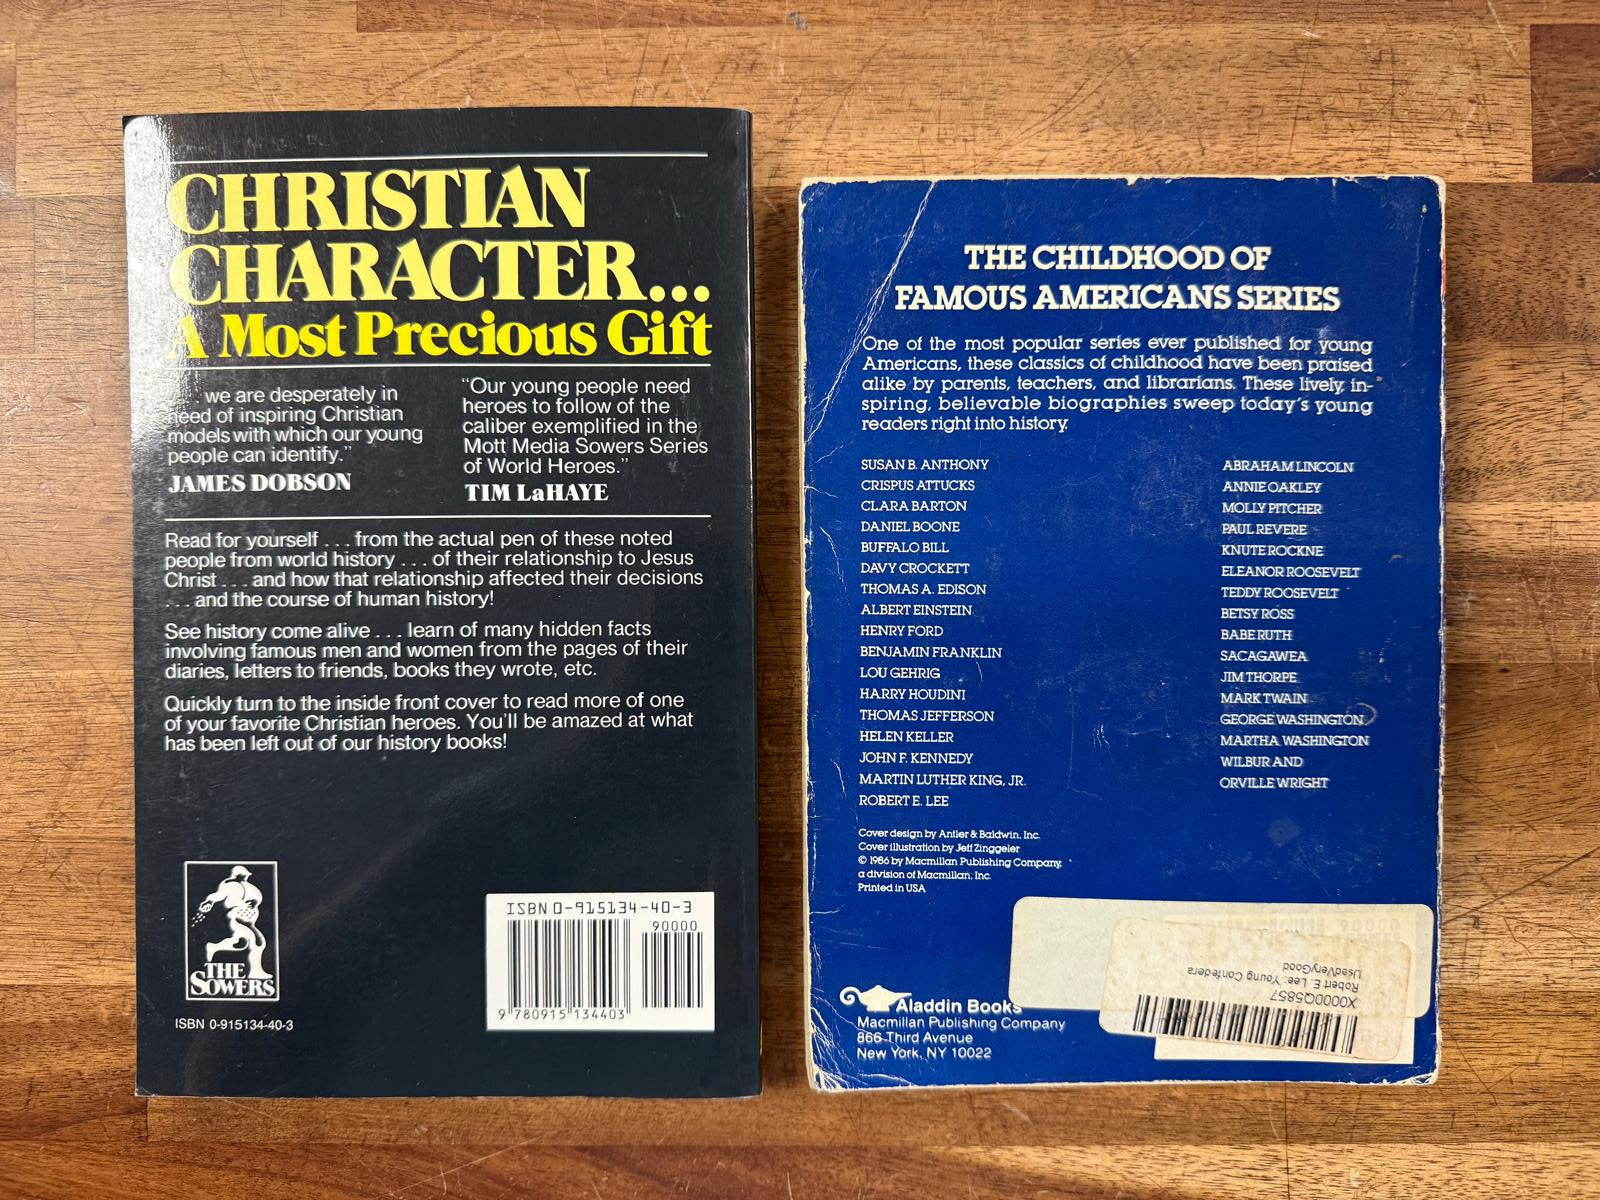 CHRISTIAN
CHARACTER...
A Most Precious Gift
. . we are desperately in
need of inspiring Christian
models with which our young
people can identify."
JAMES DOBSON
"Our young people need
heroes to follow of the
caliber exemplified in the
Mott Media Sowers Series
of World Heroes."
TIM LaHAYE
Read for yourself . . . from the actual pen of these noted
people from world history . . . of their relationship to Jesus
Christ . . . and how that relationship affected their decisions
. . . and the course of human history!
See history come alive . . . learn of many hidden facts
involving famous men and women from the pages of their
diaries, letters to friends, books they wrote, etc.
Quickly turn to the inside front cover to read more of one
of your favorite Christian heroes. You'll be amazed at what
has been left out of our history books!
THE
SOWERS
ISBN 0-915134-40-3
ISBN 0-915134-40-3
90000
9 780915 134403
THE CHILDHOOD OF
FAMOUS AMERICANS SERIES
One of the most popular series ever published for young
Americans, these classics of childhood have been praised
alike by parents, teachers, and librarians. These lively, in-
spiring, believable biographies sweep today's young
readers right into history.
SUSAN B. ANTHONY
CRISPUS ATTUCKS
CLARA BARTON
DANIEL BOONE
BUFFALO BILL
DAVY CROCKETT
THOMAS A. EDISON
ALBERT EINSTEIN
HENRY FORD
BENJAMIN FRANKLIN
LOU GEHRIG
HARRY HOUDINI
THOMAS JEFFERSON
HELEN KELLER
JOHN F. KENNEDY
MARTIN LUTHER KING, JR.
ROBERT E. LEE
ABRAHAM LINCOLN
ANNIE OAKLEY
MOLLY PITCHER
PAUL REVERE
KNUTE ROCKNE
ELEANOR ROOSEVELT
TEDDY ROOSEVELT
BETSY ROSS
BABE RUTH
SACAGAWEA
JIM THORPE
MARK TWAIN
GEORGE WASHINGTON
MARTHA WASHINGTON
WILBUR AND
ORVILLE WRIGHT
Cover design by Antler & Baldwin, Inc.
Cover illustration by Jeff Zinggeler
© 1986 by Macmillan Publishing Company,
a division of Macmillan, Inc.
Printed in USA
Aladdin Books
Macmillan Publishing Company
866 Third Avenue
New York, NY 10022
X0000Q5857
Robert E. Lee: Young Confedera
UsedVeryGood